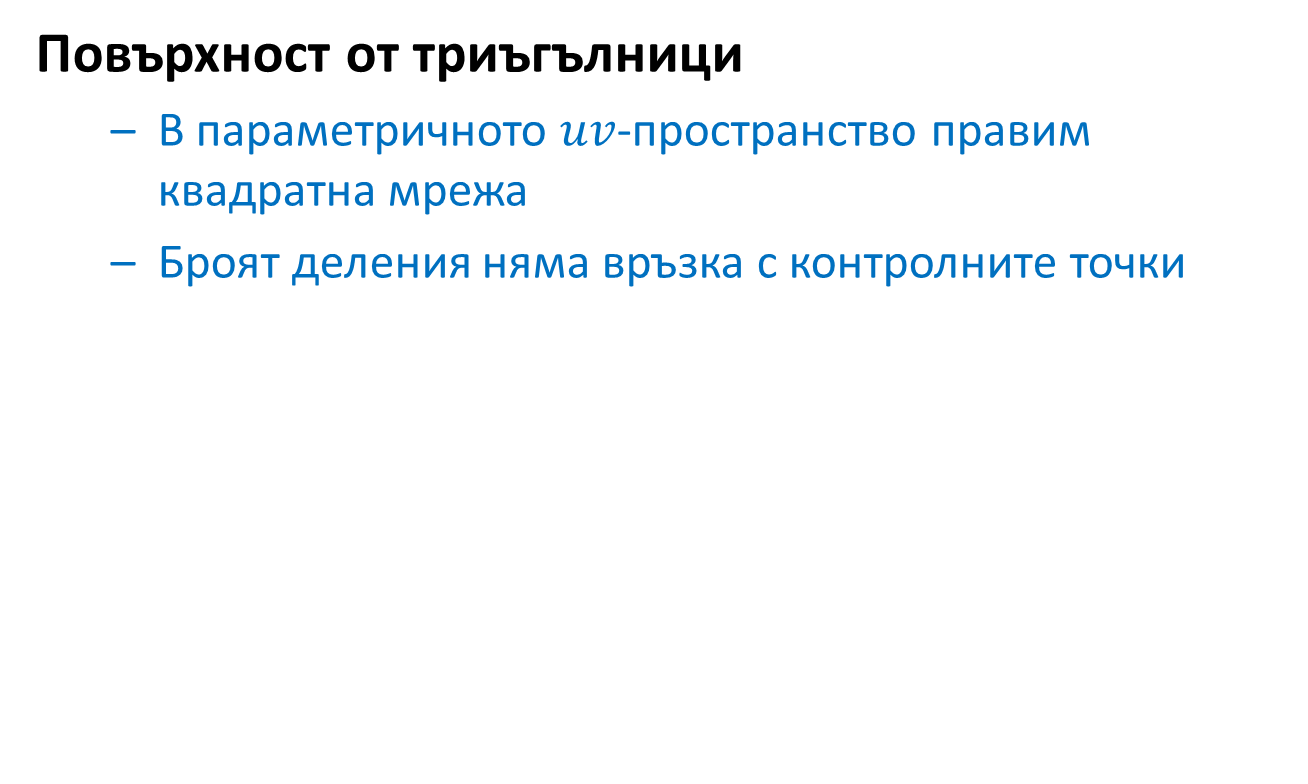 Повърхност от триъгълници
– В параметричното uv-пространство правим
квадратна мрежа
– Броят деления няма връзка с контролните точки